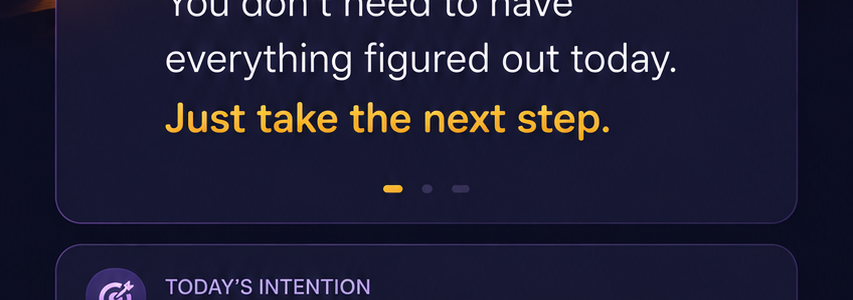 You don't need to have
everything figured out today.
Just take the next step.
TODAY'S INTENTION